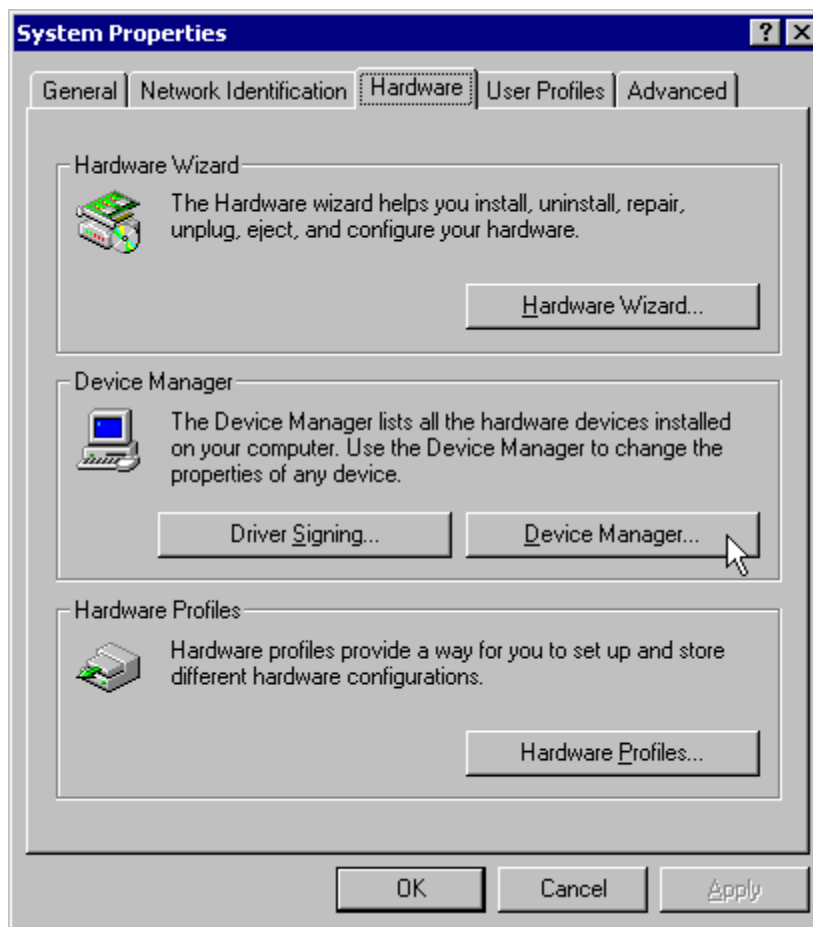 System Properties
General Network Identification Hardware User Profiles Advanced
Hardware Wizard
The Hardware wizard helps you install, uninstall, repair,
unplug, eject, and configure your hardware.
Hardware Wizard...
Device Manager
The Device Manager lists all the hardware devices installed
on your computer. Use the Device Manager to change the
properties of any device.
Driver Signing... Device Manager...
Hardware Profiles
Hardware profiles provide a way for you to set up and store
different hardware configurations.
Hardware Profiles...
OK Cancel Apply